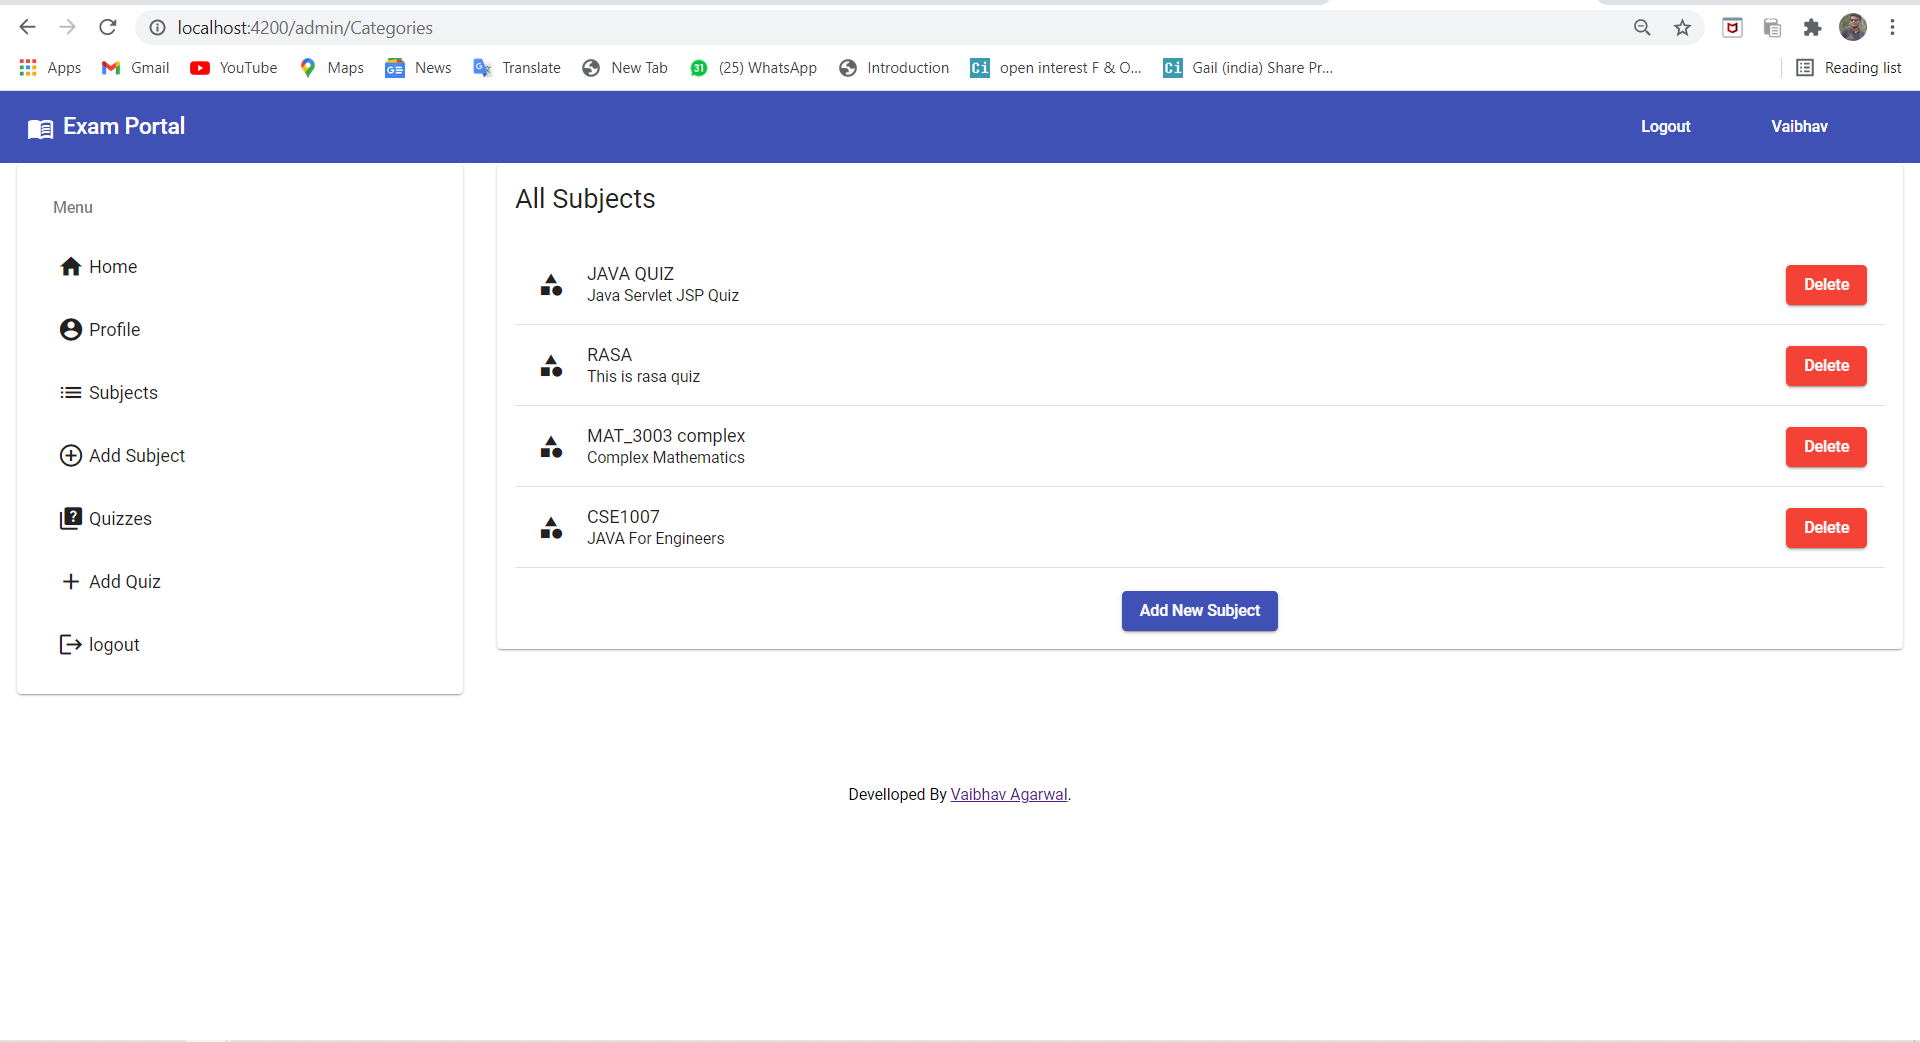 localhost:4200/admin/Categories
Apps Gmail YouTube Maps News Translate New Tab 31 (25) WhatsApp Introduction Ci open interest F & O... Ci Gail (india) Share Pr... Reading list
Exam Portal Logout Vaibhav
Menu
Home
Profile
Subjects
Add Subject
Quizzes
Add Quiz
logout
All Subjects
JAVA QUIZ
Java Servlet JSP Quiz
Delete
RASA
This is rasa quiz
Delete
MAT_3003 complex
Complex Mathematics
Delete
CSE1007
JAVA For Engineers
Delete
Add New Subject
Develloped By Vaibhav Agarwal.